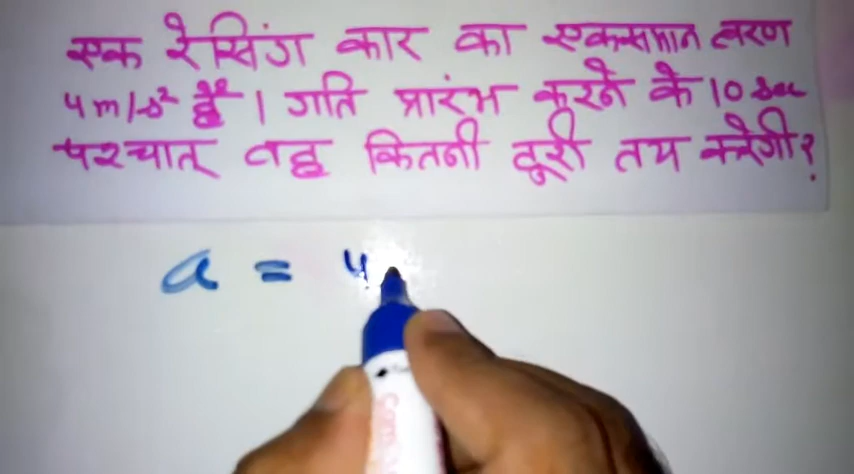 एक रेसिंग कार का एकसमान त्वरण
4 m/s² है। गति प्रारंभ करने के 10 sec
पश्चात् वह कितनी दूरी तय करेगी?
a = 4